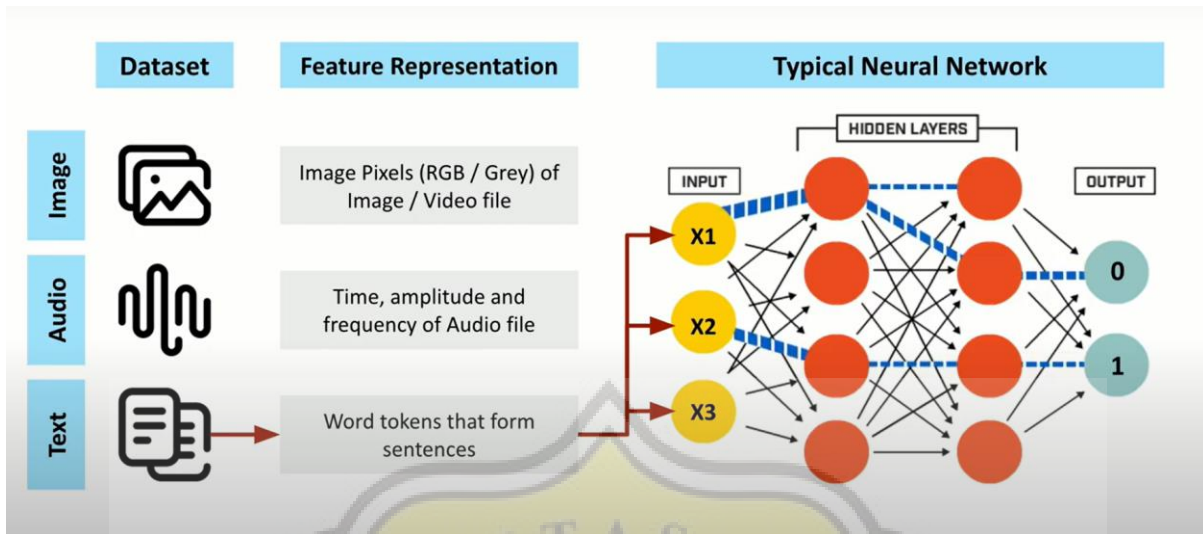 Dataset
Feature Representation
Typical Neural Network
Image
Image Pixels (RGB / Grey) of
Image / Video file
Audio
Time, amplitude and
frequency of Audio file
Text
Word tokens that form
sentences
HIDDEN LAYERS
INPUT
OUTPUT
X1
X2
X3
0
1